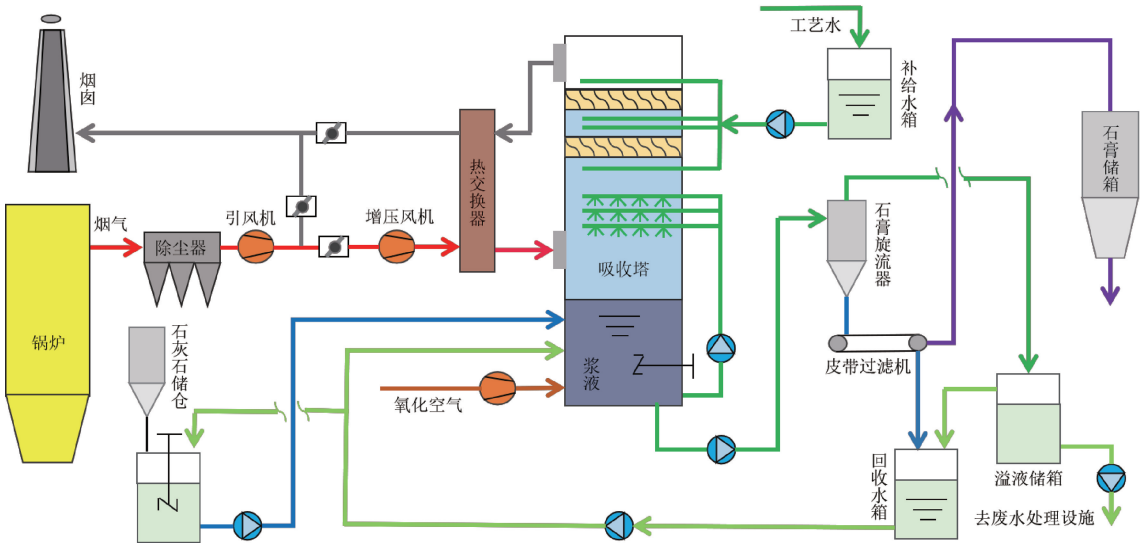 工艺水
补给水箱
烟囱
石膏储箱
热交换器
烟气
引风机
增压风机
石膏旋流器
除尘器
吸收塔
锅炉
石灰石储仓
浆液
皮带过滤机
氧化空气
回收水箱
溢液储箱
去废水处理设施